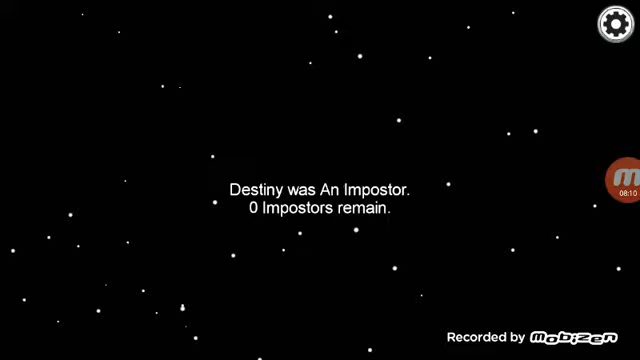 Destiny was An Impostor.
0 Impostors remain.
08:10
Recorded by Mobizen